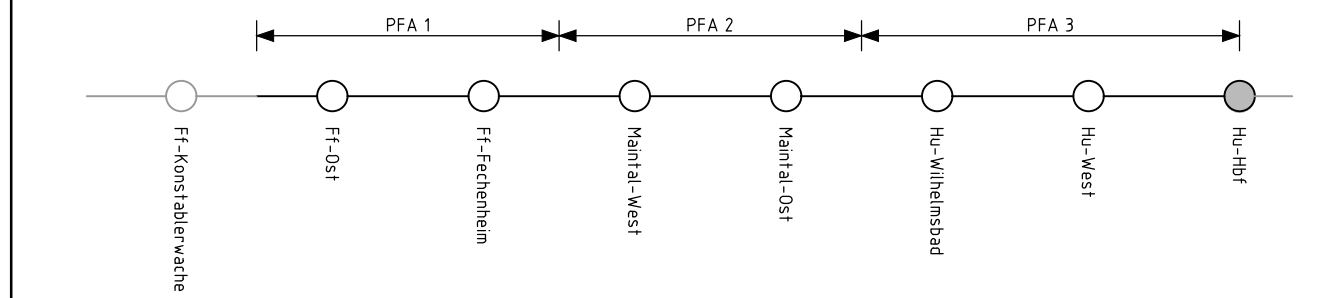 PFA 1
PFA 2
PFA 3
Ff-Konstablerwache
Ff-Ost
Ff-Fechenheim
Maintal-West
Maintal-Ost
Hu-Wilhelmsbad
Hu-West
Hu-Hbf